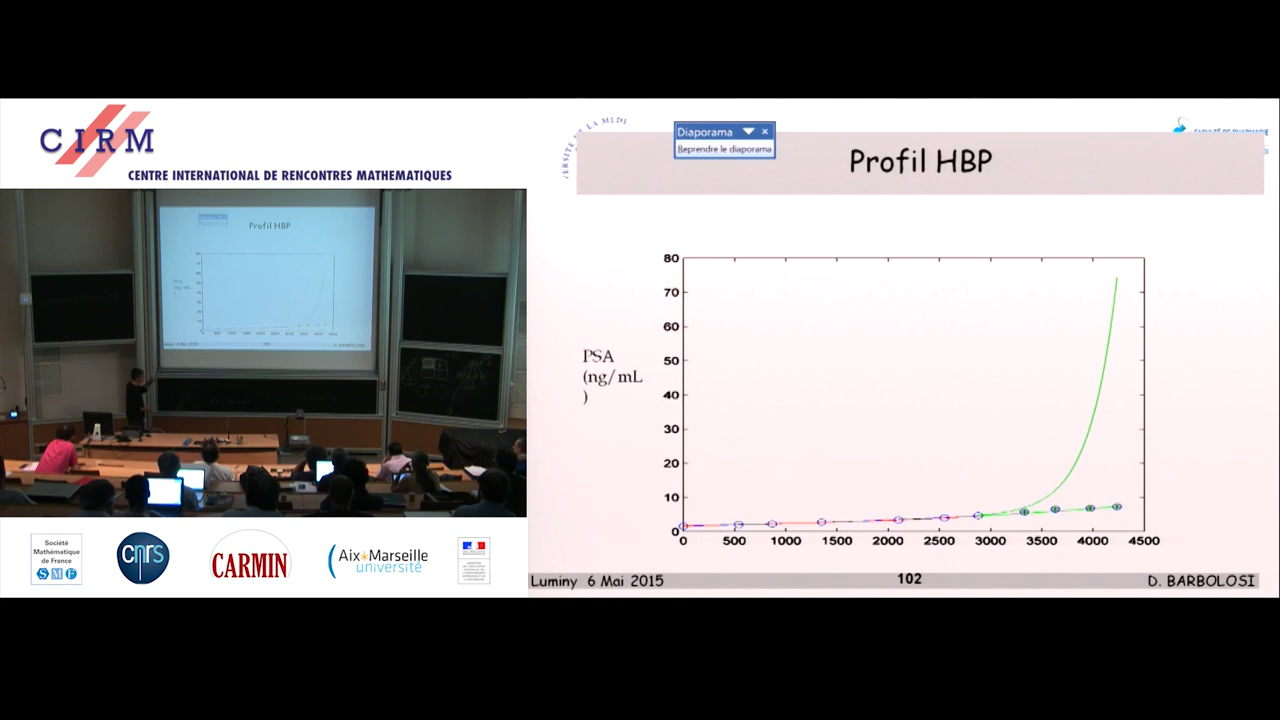 CIRM
CENTRE INTERNATIONAL DE RENCONTRES MATHEMATIQUES
Profil HBP
Société
Mathématique
de France
SMF
cnrs
CARMIN
Aix*Marseille
université
Diaporama
Reprendre le diaporama
Profil HBP
PSA
(ng/mL
)
80
70
60
50
40
30
20
10
0
0 500 1000 1500 2000 2500 3000 3500 4000 4500
Luminy 6 Mai 2015
102
D. BARBOLOSI